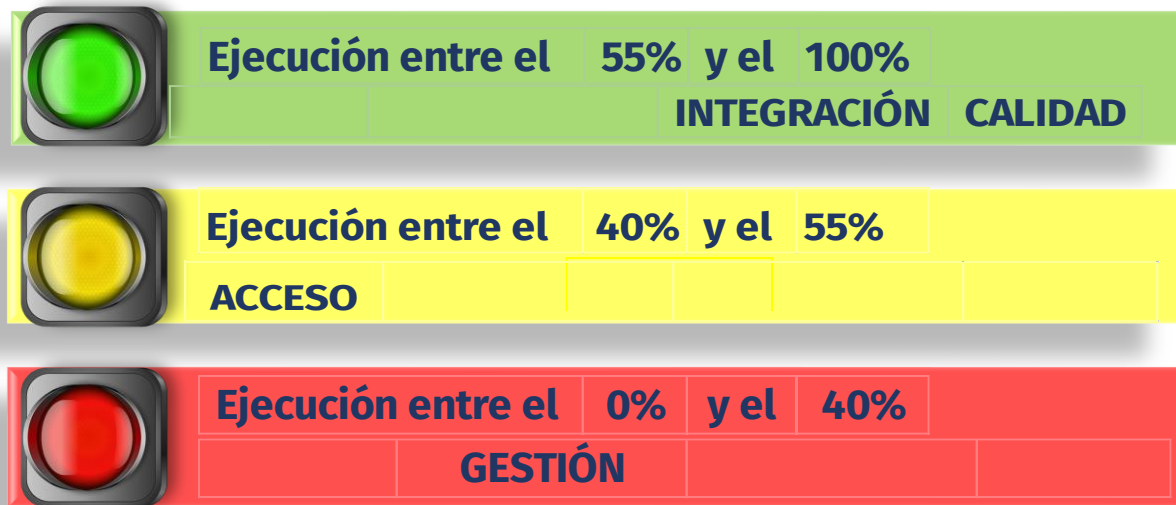 Ejecución entre el 55% y el 100%
INTEGRACIÓN CALIDAD
Ejecución entre el 40% y el 55%
ACCESO
Ejecución entre el 0% y el 40%
GESTIÓN